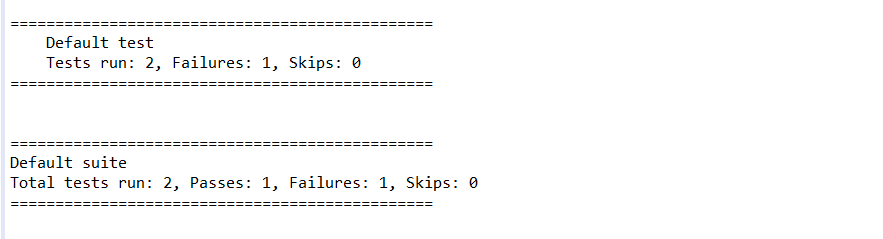 ===============================================
    Default test
    Tests run: 2, Failures: 1, Skips: 0
===============================================
===============================================
Default suite
Total tests run: 2, Passes: 1, Failures: 1, Skips: 0
===============================================